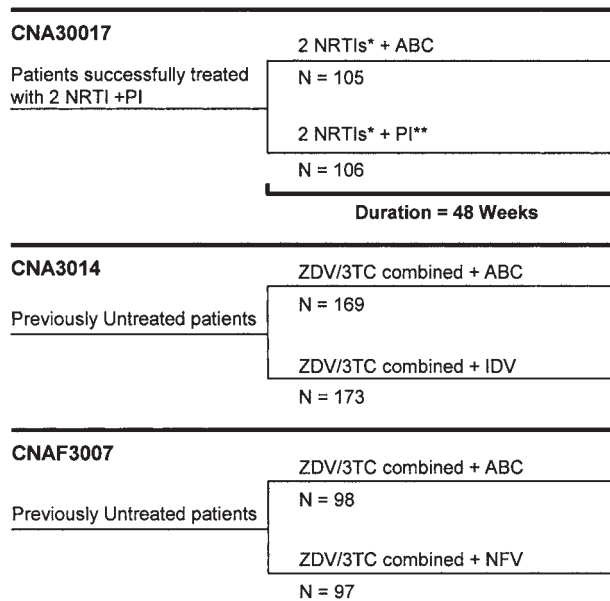 CNA30017
2 NRTIs* + ABC
Patients successfully treated
with 2 NRTI +PI
N = 105
2 NRTIs* + PI**
N = 106
Duration = 48 Weeks
CNA3014
ZDV/3TC combined + ABC
N = 169
Previously Untreated patients
ZDV/3TC combined + IDV
N = 173
CNAF3007
ZDV/3TC combined + ABC
N = 98
Previously Untreated patients
ZDV/3TC combined + NFV
N = 97